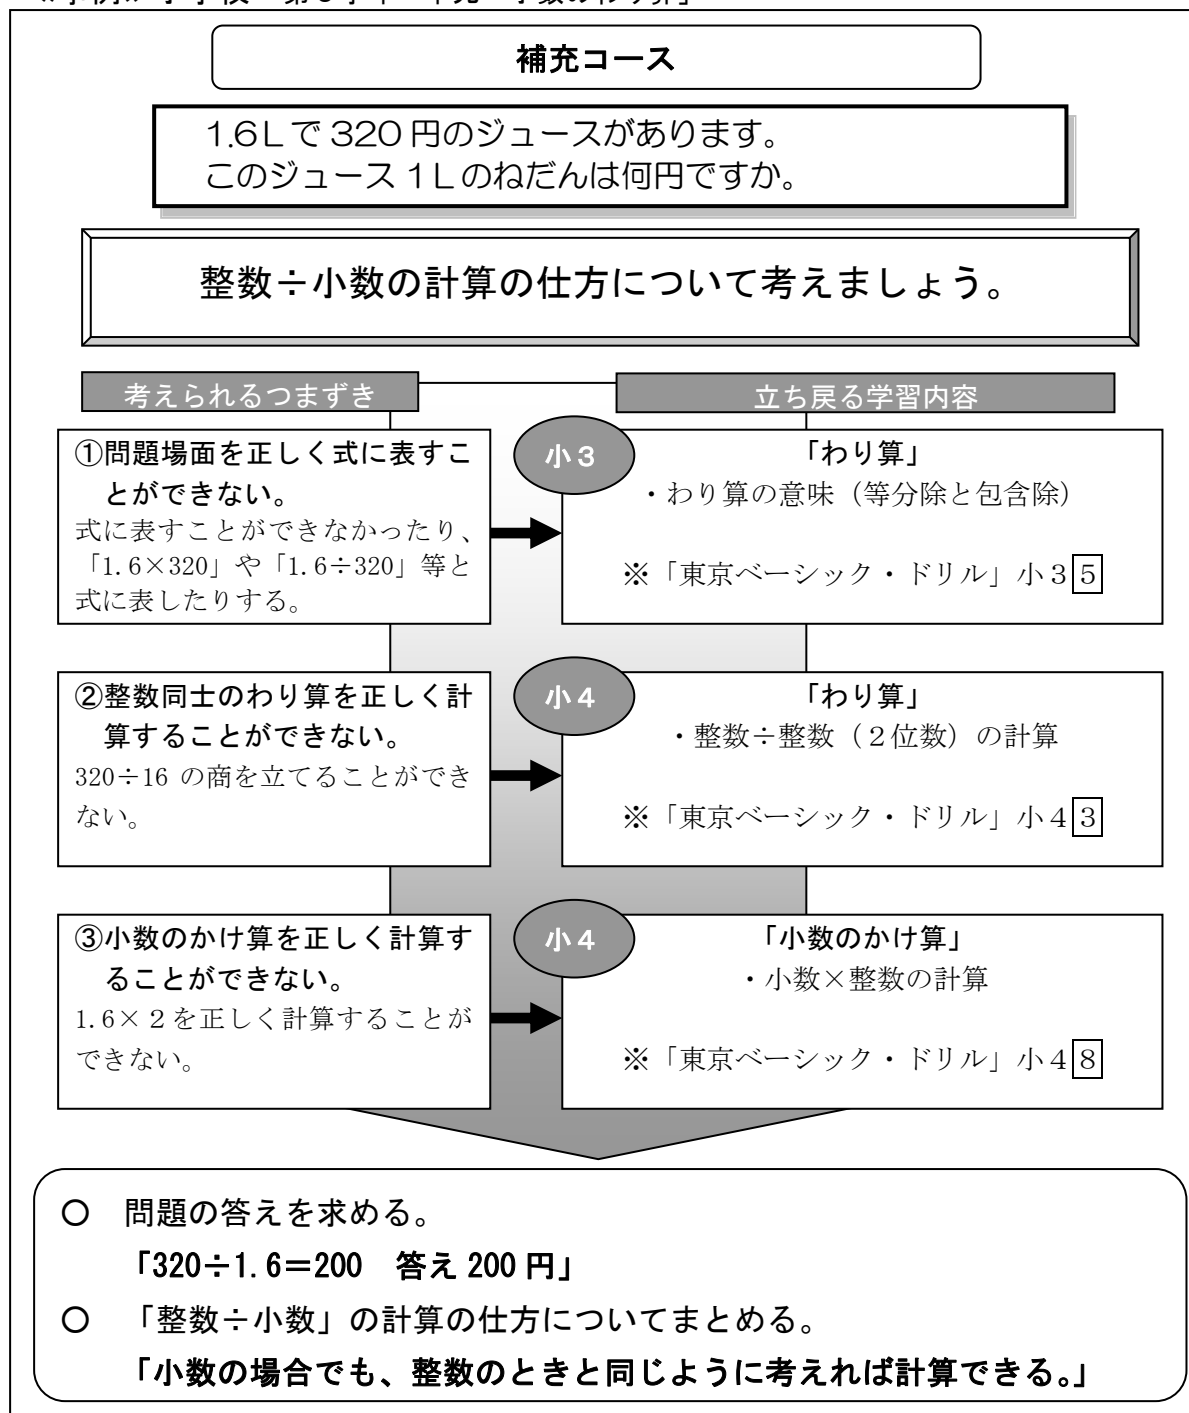 補充コース
1.6Lで320円のジュースがあります。
このジュース1Lのねだんは何円ですか。
整数÷小数の計算の仕方について考えましょう。
考えられるつまずき
立ち戻る学習内容
①問題場面を正しく式に表すこ
とができない。
式に表すことができなかったり、
「1.6×320」や「1.6÷320」等と
式に表したりする。
小3
「わり算」
・わり算の意味（等分除と包含除）
※「東京ベーシック・ドリル」小3 5
②整数同士のわり算を正しく計
算することができない。
320÷16 の商を立てることができ
ない。
小4
「わり算」
・整数÷整数（2位数）の計算
※「東京ベーシック・ドリル」小4 3
③小数のかけ算を正しく計算す
ることができない。
1.6×2を正しく計算することが
できない。
小4
「小数のかけ算」
・小数×整数の計算
※「東京ベーシック・ドリル」小4 8
○ 問題の答えを求める。
「320÷1.6＝200 答え 200 円」
○ 「整数÷小数」の計算の仕方についてまとめる。
「小数の場合でも、整数のときと同じように考えれば計算できる。」